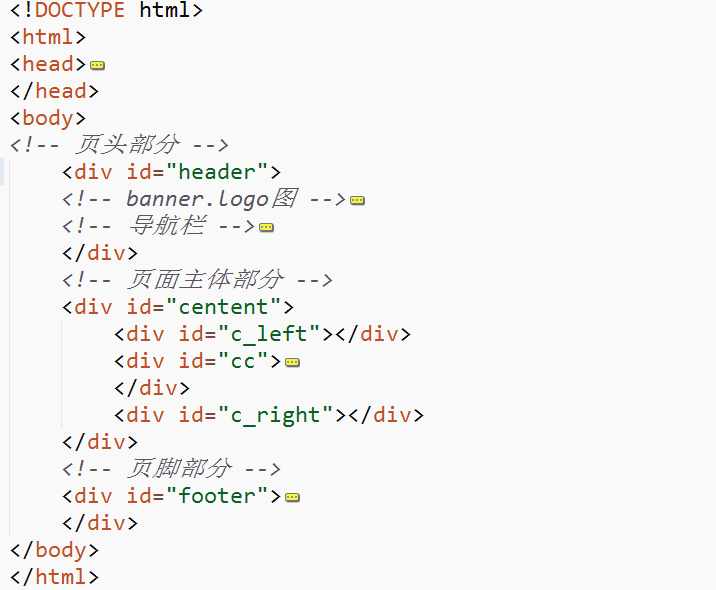 <!DOCTYPE html>
<html>
<head>
</head>
<body>
<!-- 页头部分 -->
<div id="header">
<!-- banner.logo图 -->
<!-- 导航栏 -->
</div>
<!-- 页面主体部分 -->
<div id="centent">
<div id="c_left"></div>
<div id="cc">
</div>
<div id="c_right"></div>
</div>
<!-- 页脚部分 -->
<div id="footer">
</div>
</body>
</html>